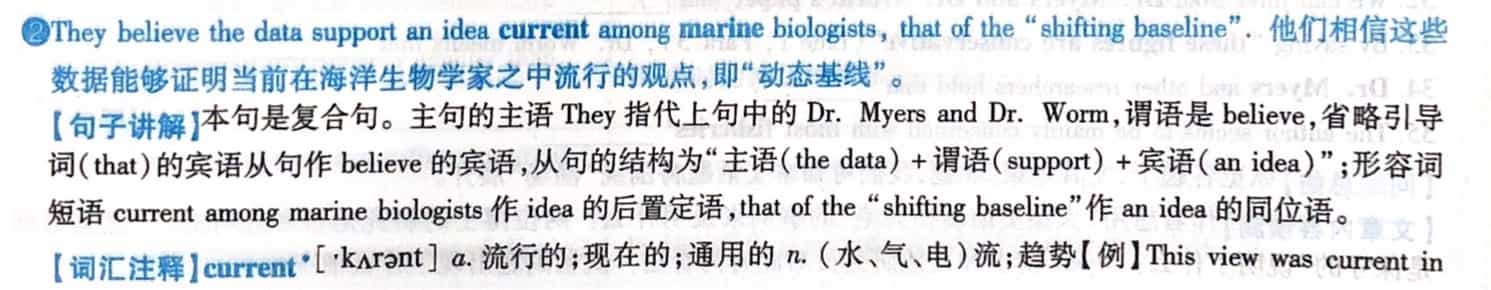 ❷They believe the data support an idea current among marine biologists, that of the “shifting baseline”. 他们相信这些
数据能够证明当前在海洋生物学家之中流行的观点,即“动态基线”。
【句子讲解】本句是复合句。主句的主语 They 指代上句中的 Dr. Myers and Dr. Worm,谓语是 believe,省略引导
词(that)的宾语从句作 believe 的宾语,从句的结构为“主语(the data)+谓语(support)+宾语(an idea)”;形容词
短语 current among marine biologists 作 idea 的后置定语,that of the “shifting baseline”作 an idea 的同位语。
【词汇注释】current*[ˈkʌrənt] a. 流行的;现在的;通用的 n. (水、气、电)流;趋势【例】This view was current in